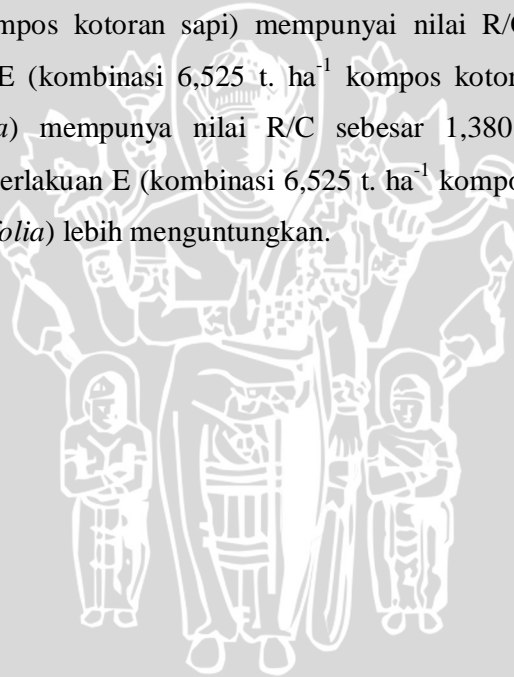 mpos kotoran sapi) mempunyai nilai R/C
E (kombinasi 6,525 t. ha⁻¹ kompos kotor
a) mempunya nilai R/C sebesar 1,380
erlakuan E (kombinasi 6,525 t. ha⁻¹ kompo
folia) lebih menguntungkan.